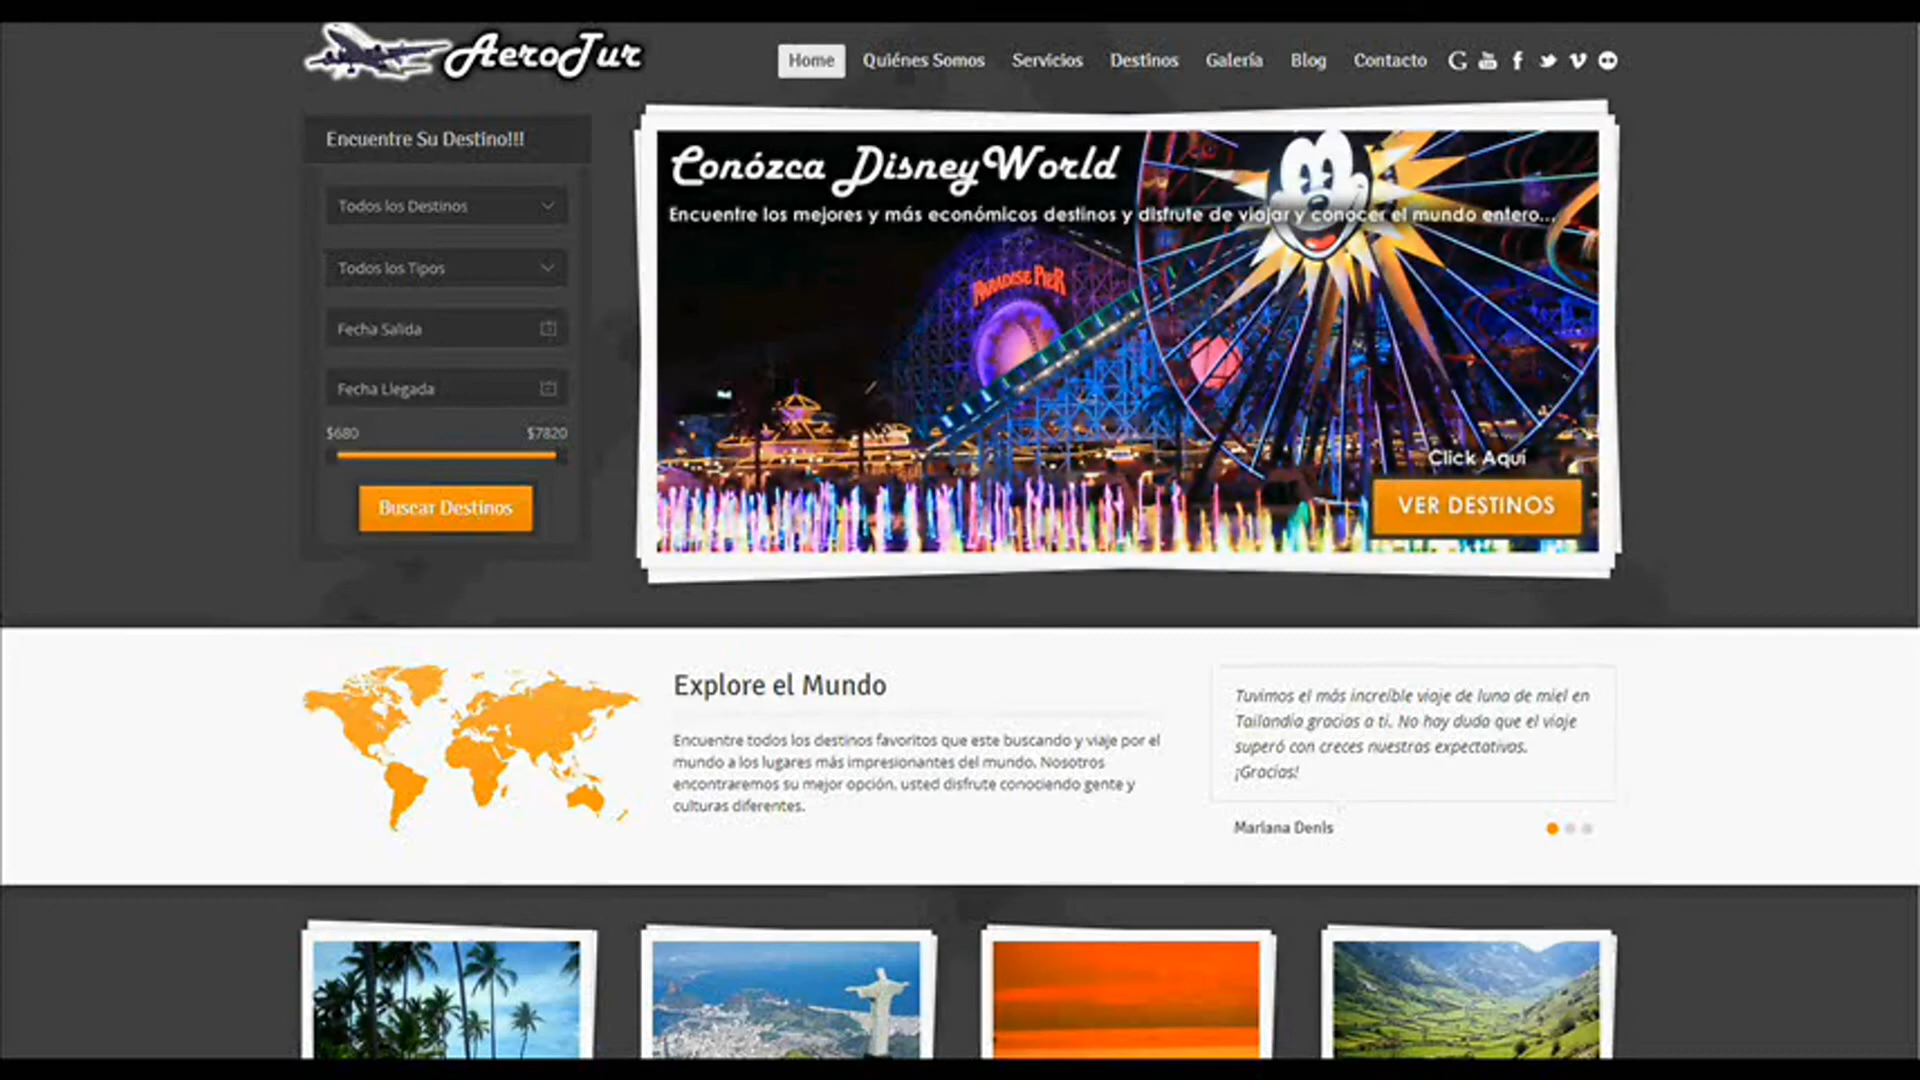 AeroTur
Home Quiénes Somos Servicios Destinos Galería Blog Contacto
Encuentre Su Destino!!!
Todos los Destinos
Todos los Tipos
Fecha Salida
Fecha Llegada
$680 $7820
Buscar Destinos
Conózca DisneyWorld
Encuentre los mejores y más económicos destinos y disfrute de viajar y conocer el mundo entero...
PARADISE PIER
Click Aquí
VER DESTINOS
Explore el Mundo
Encuentre todos los destinos favoritos que este buscando y viaje por el
mundo a los lugares más impresionantes del mundo. Nosotros
encontraremos su mejor opción, usted disfrute conociendo gente y
culturas diferentes.
Tuvimos el más increíble viaje de luna de miel en
Tailandia gracias a ti. No hay duda que el viaje
superó con creces nuestras expectativas.
¡Gracias!
Mariana Denis